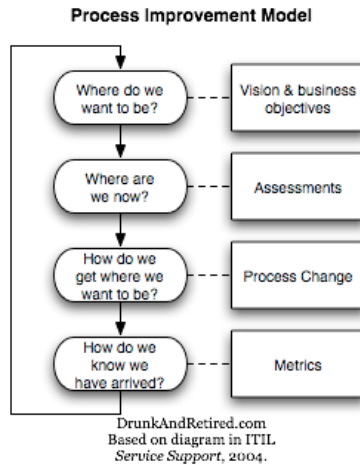 Process Improvement Model
Where do we
want to be?
Vision & business
objectives
Where are
we now?
Assessments
How do we
get where we
want to be?
Process Change
How do we
know we
have arrived?
Metrics
DrunkAndRetired.com
Based on diagram in ITIL
Service Support, 2004.